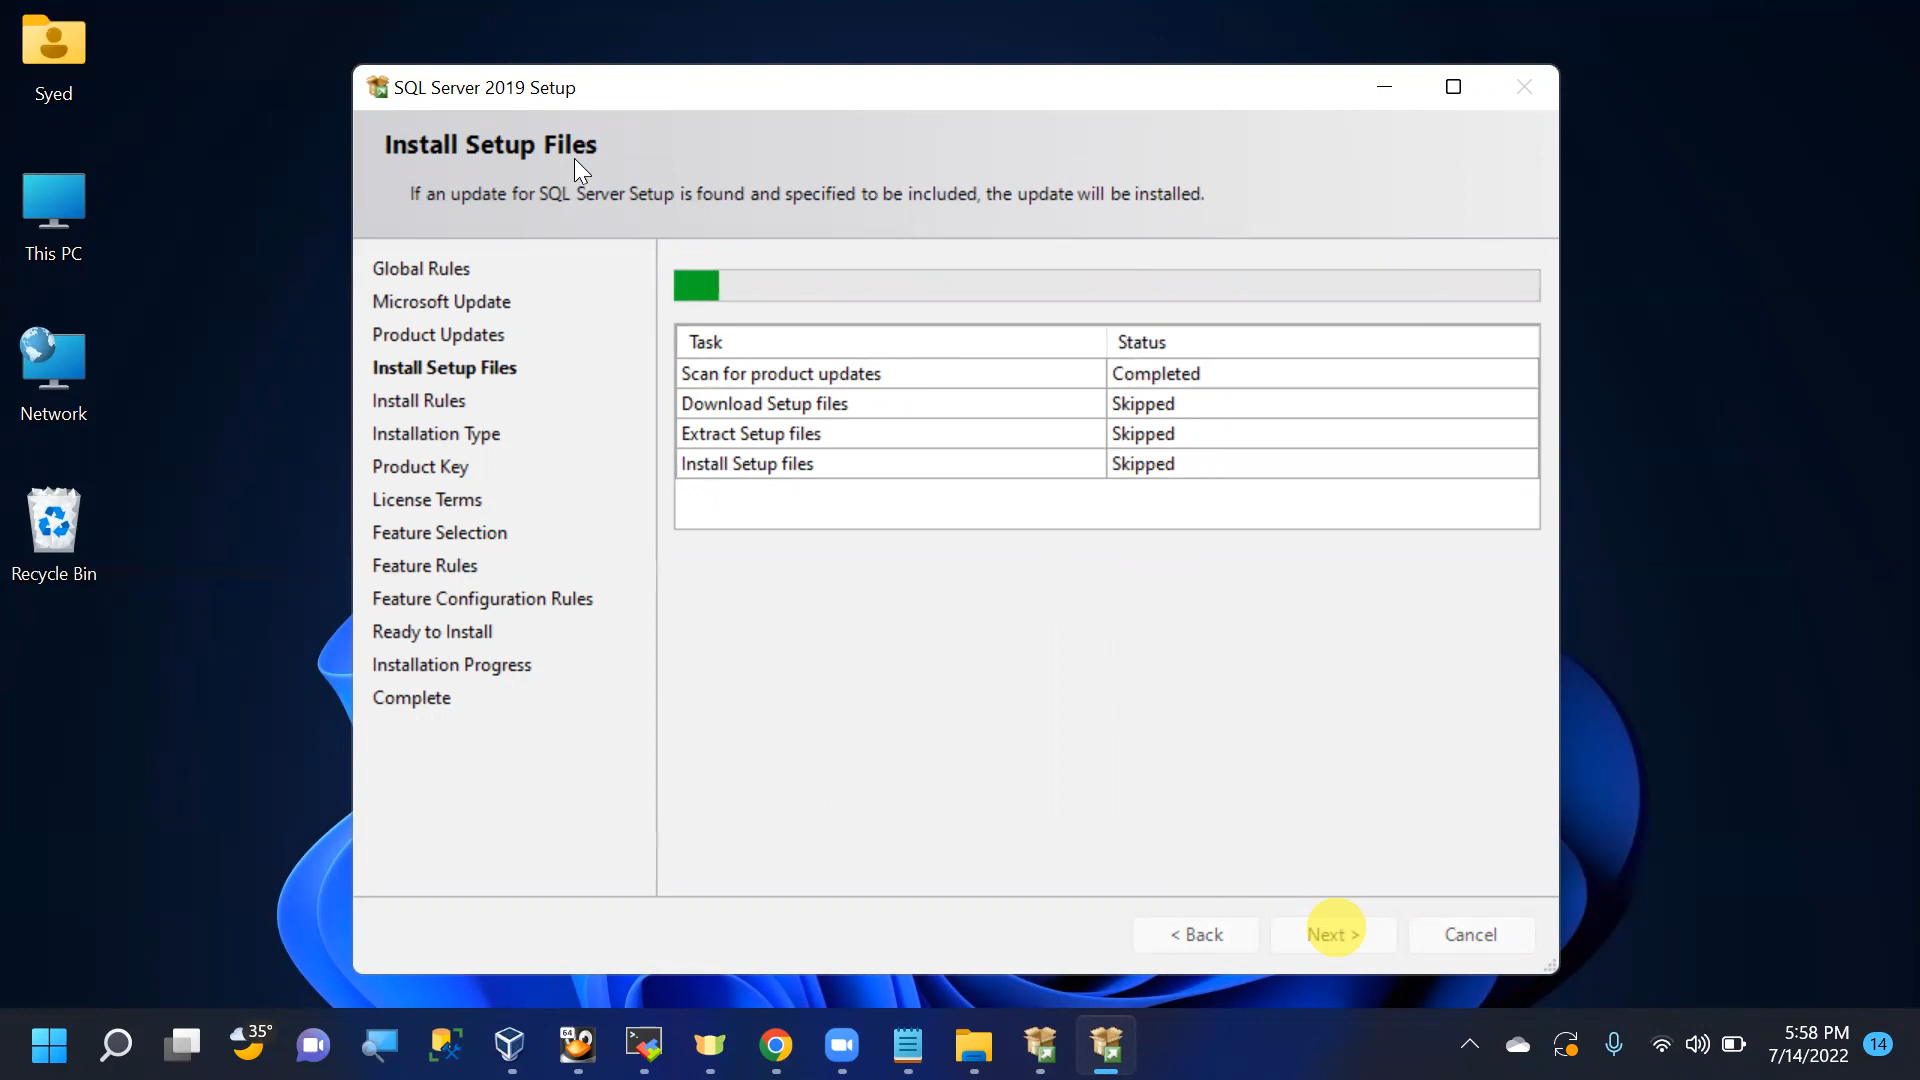 Syed
This PC
Network
Recycle Bin
SQL Server 2019 Setup
Install Setup Files
If an update for SQL Server Setup is found and specified to be included, the update will be installed.
Global Rules
Microsoft Update
Product Updates
Install Setup Files
Install Rules
Installation Type
Product Key
License Terms
Feature Selection
Feature Rules
Feature Configuration Rules
Ready to Install
Installation Progress
Complete
Task Status
Scan for product updates Completed
Download Setup files Skipped
Extract Setup files Skipped
Install Setup files Skipped
< Back
Next >
Cancel
35°
64
5:58 PM
7/14/2022
14